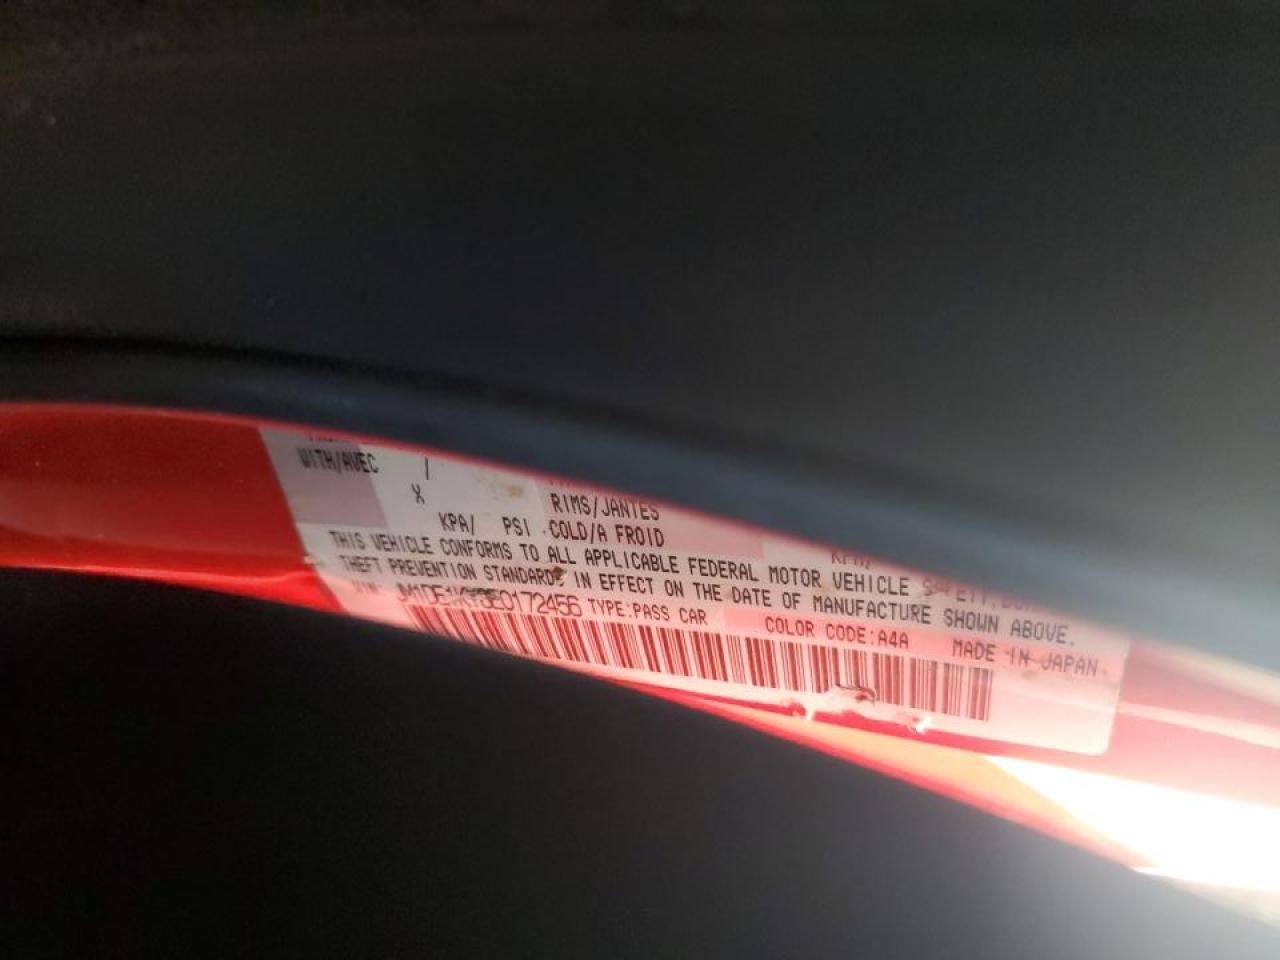 WITH/AVEC /
X RIMS/JANTES
KPA/ PSI COLD/A FROID
THIS VEHICLE CONFORMS TO ALL APPLICABLE FEDERAL MOTOR VEHICLE
THEFT PREVENTION STANDARDS IN EFFECT ON THE DATE OF MANUFACTURE SHOWN ABOVE.
TYPE:PASS CAR COLOR CODE:A4A MADE IN JAPAN